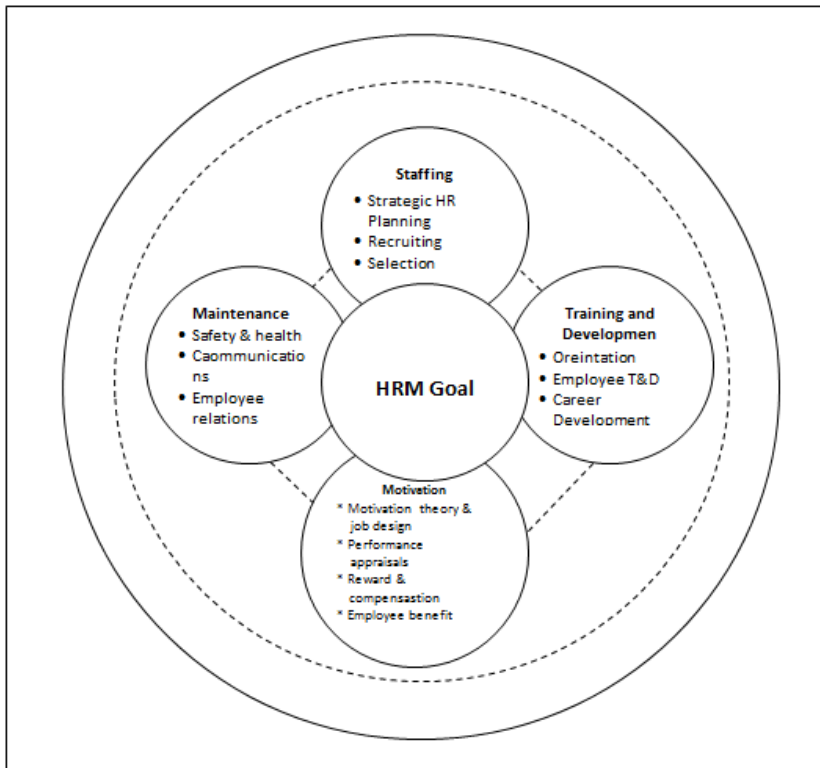 Staffing
• Strategic HR
Planning
• Recruiting
• Selection
Maintenance
• Safety & health
• Caommunicatio
ns
• Employee
relations
HRM Goal
Training and
Developmen
• Oreintation
• Employee T&D
• Career
Development
Motivation
* Motivation theory &
job design
* Performance
appraisals
* Reward &
compensastion
* Employee benefit